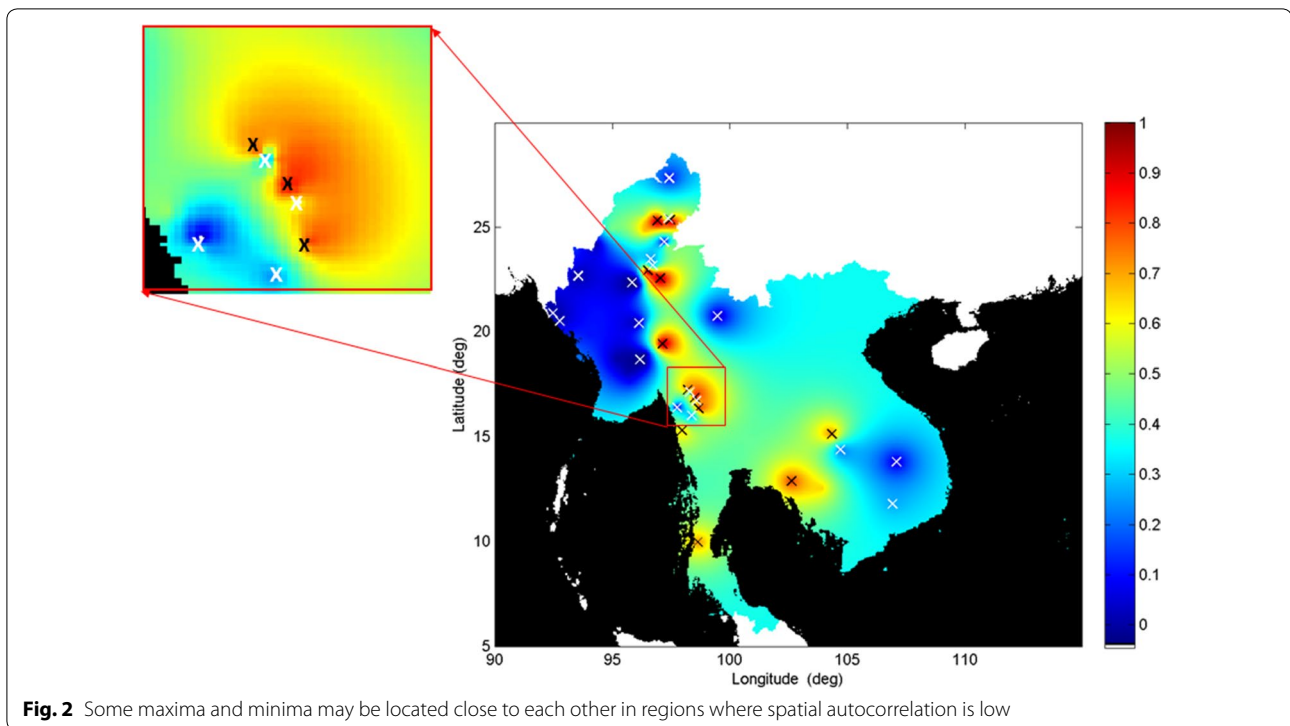 1
0.9
0.8
0.7
0.6
0.5
0.4
0.3
0.2
0.1
0
25
20
15
10
5
Latitude (deg)
90 95 100 105 110
Longitude (deg)
X
X
X
X
X
X
X
Fig. 2 Some maxima and minima may be located close to each other in regions where spatial autocorrelation is low